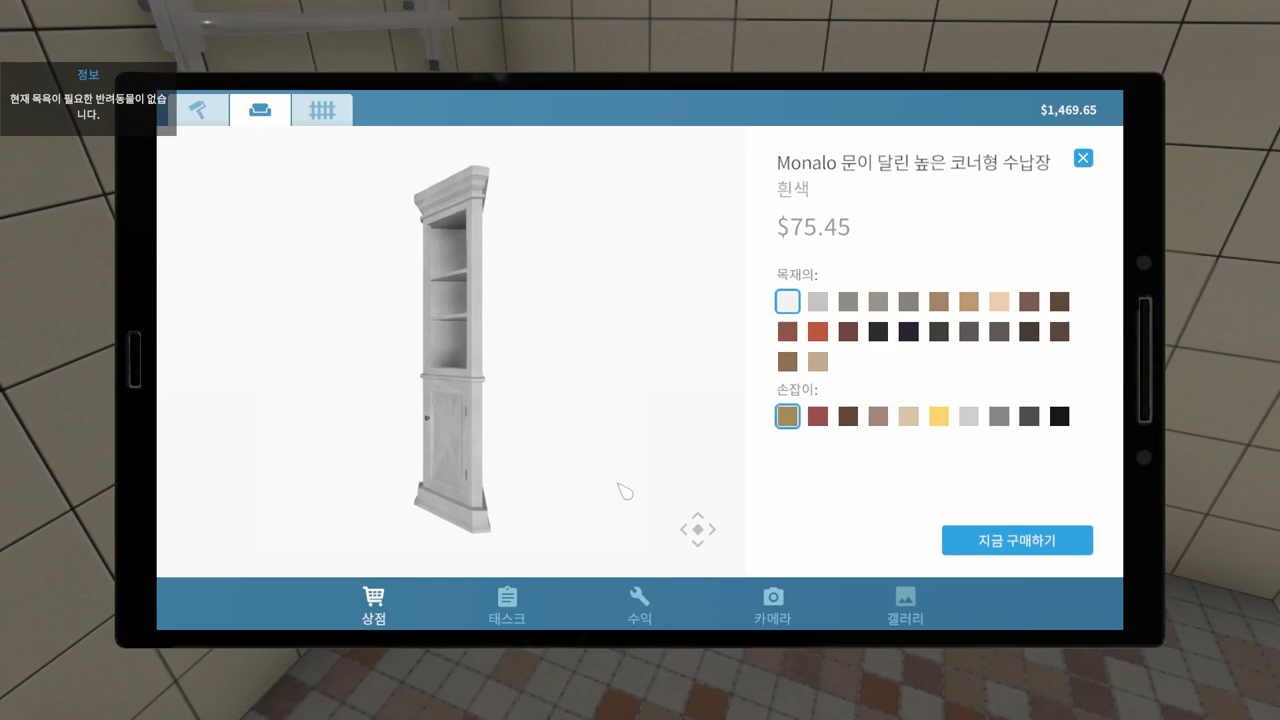 정보
현재 목욕이 필요한 반려동물이 없습
니다.
$1,469.65
Monalo 문이 달린 높은 코너형 수납장
흰색
$75.45
목재의:
손잡이:
지금 구매하기
상점
태스크
수익
카메라
갤러리